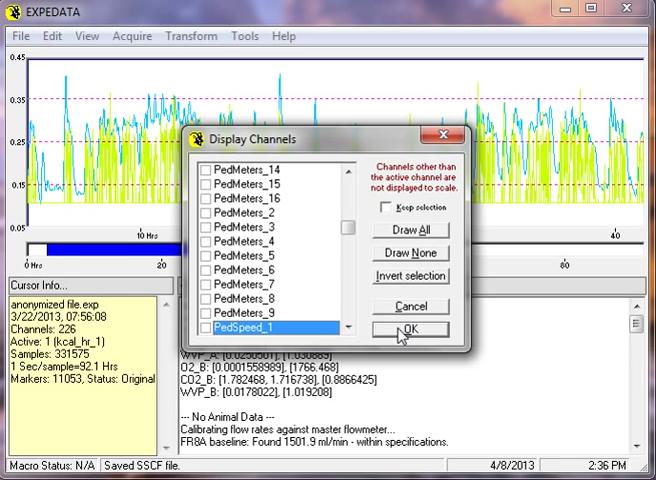 EXPEDATA
File Edit View Acquire Transform Tools Help
0.45
0.35
0.25
0.15
0.05
10 Hrs
40
0 Hrs
20
80
Display Channels
PedMeters_14
PedMeters_15
PedMeters_16
PedMeters_2
PedMeters_3
PedMeters_4
PedMeters_5
PedMeters_6
PedMeters_7
PedMeters_8
PedMeters_9
PedSpeed_1
Channels other than
the active channel are
not displayed to scale.
Keep selection
Draw All
Draw None
Invert selection
Cancel
OK
Cursor Info...
anonymized file.exp
3/22/2013, 07:56:08
Channels: 226
Active: 1 (kcal_hr_1)
Samples: 331575
1 Sec/sample=92.1 Hrs
Markers: 11053, Status: Original
WVP_A: [0.0250501], [1.030883]
O2_B: [0.0001558989], [1766.468]
CO2_B: [1.782468, 1.716738], [0.8866425]
WVP_B: [0.0178022], [1.019208]
--- No Animal Data ---
Calibrating flow rates against master flowmeter...
FR8A baseline: Found 1501.9 ml/min - within specifications.
Macro Status: N/A Saved SSCF file. 4/8/2013 2:36 PM